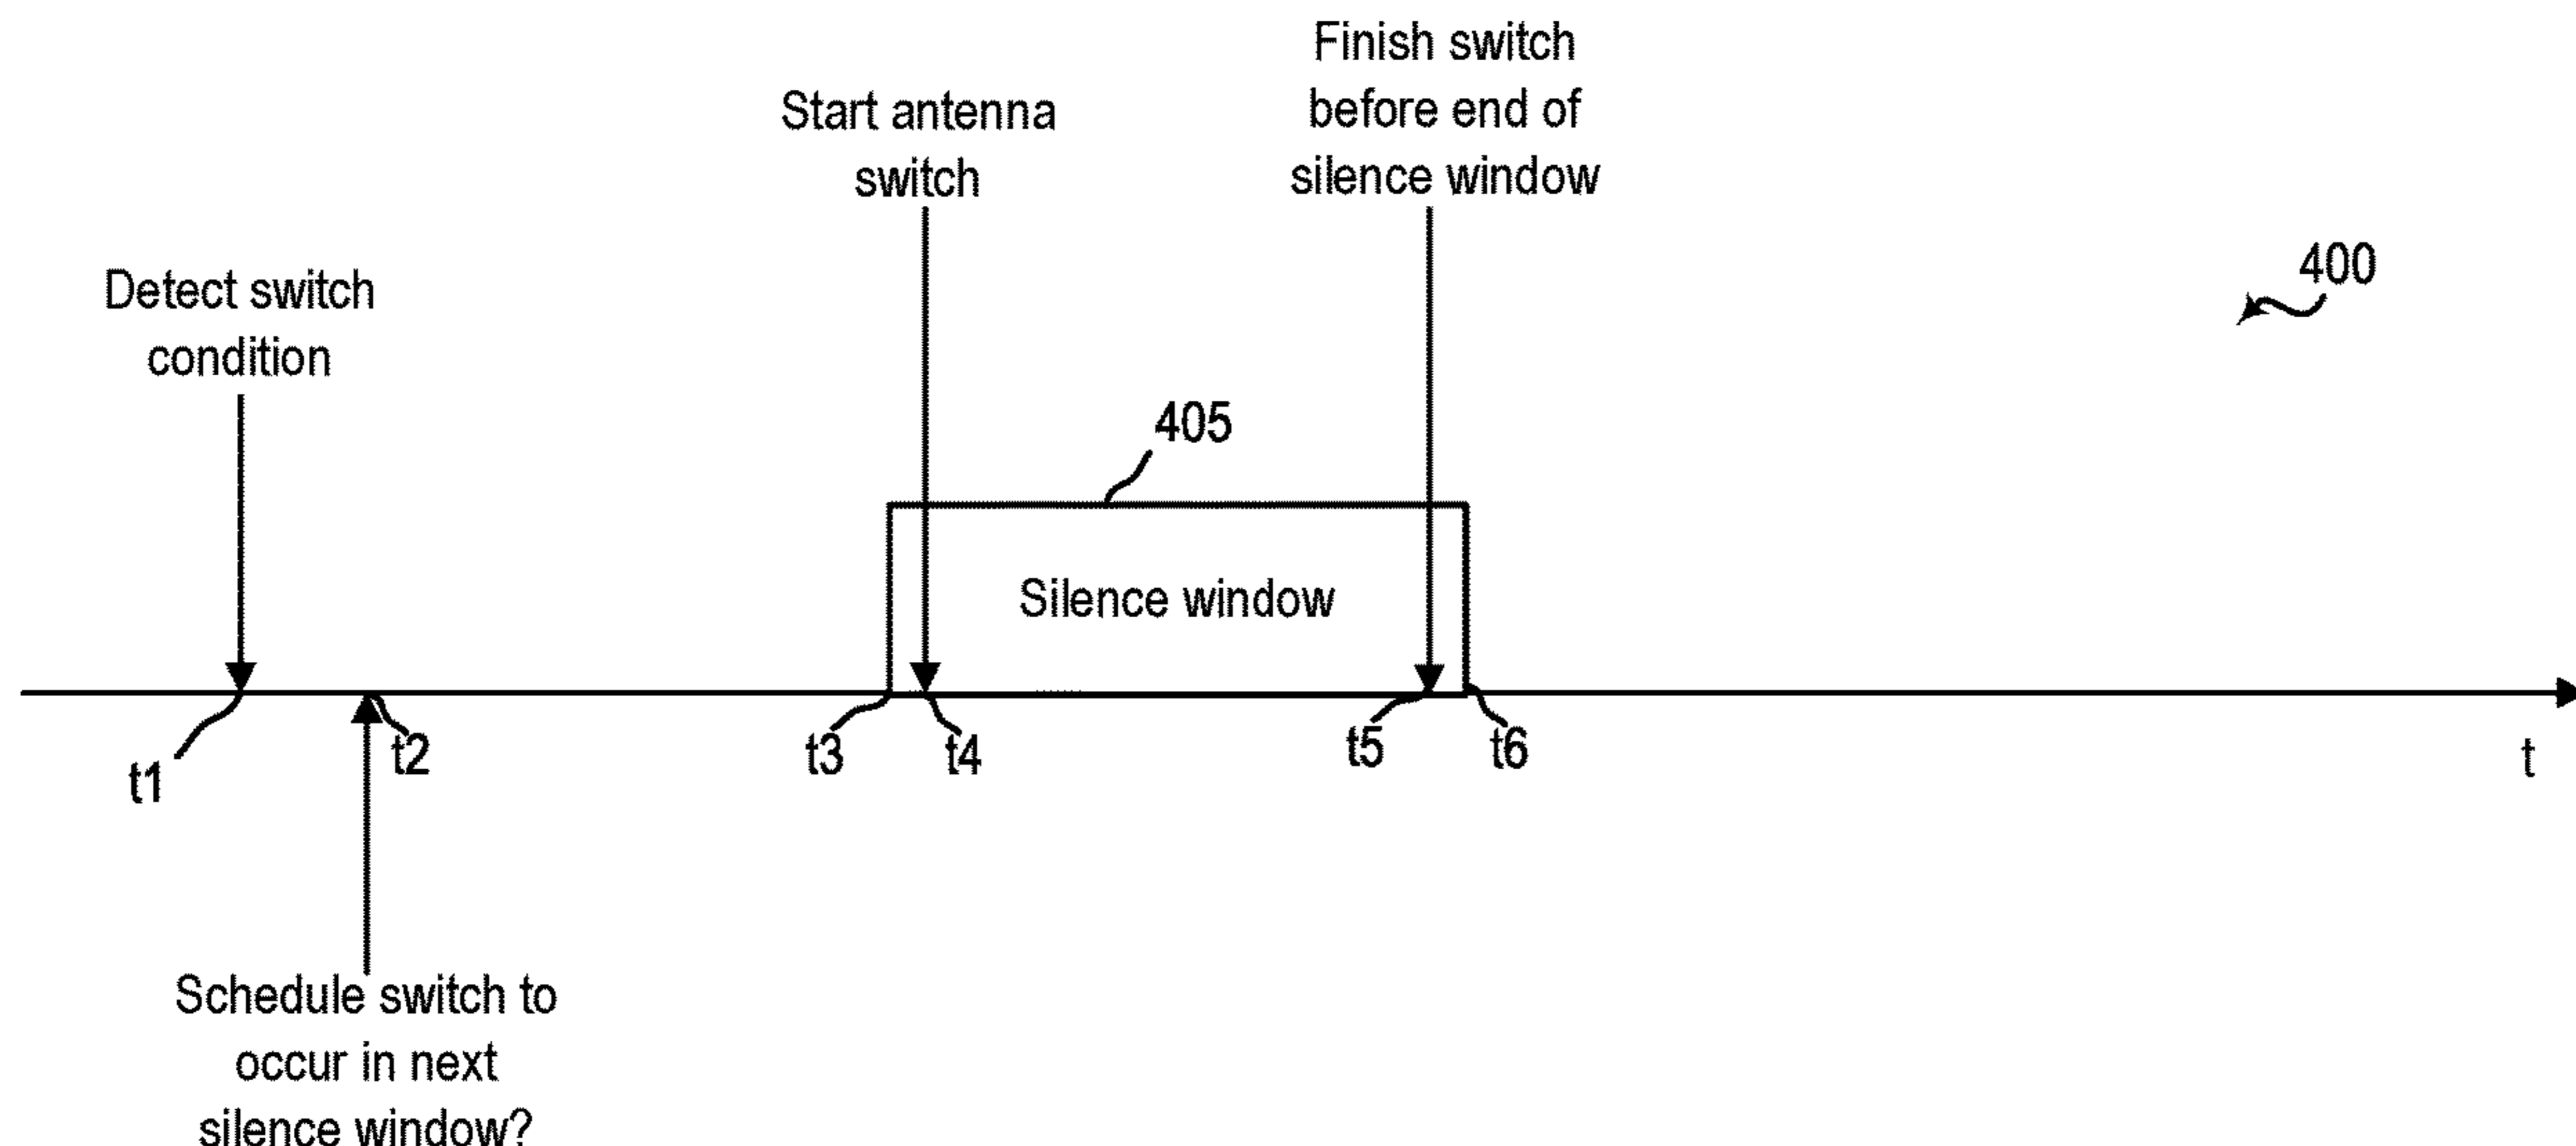 Finish switch
before end of
silence window
Start antenna
switch
400
Detect switch
condition
405
Silence window
t1
t2
t3
t4
t5
t6
t
Schedule switch to
occur in next
silence window?